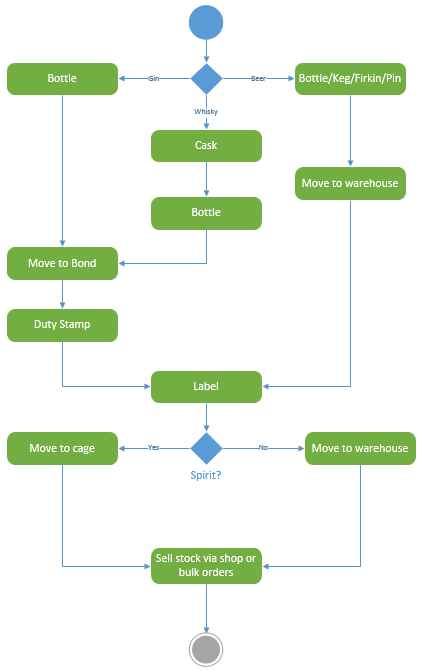 Bottle
Gin
Beer
Bottle/Keg/Firkin/Pin
Whisky
Cask
Move to warehouse
Bottle
Move to Bond
Duty Stamp
Label
Move to cage
Yes
No
Move to warehouse
Spirit?
Sell stock via shop or
bulk orders